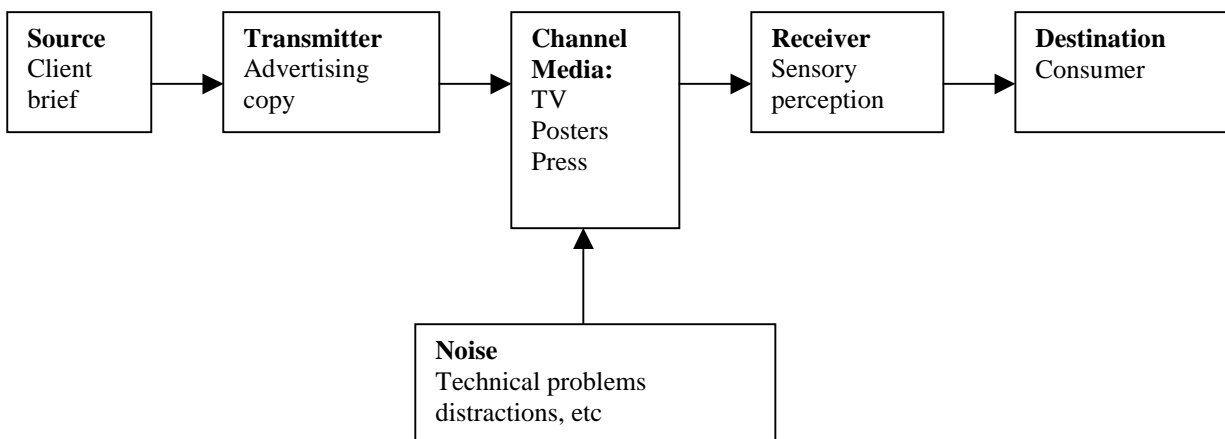 Source
Client
brief
Transmitter
Advertising
copy
Channel
Media:
TV
Posters
Press
Receiver
Sensory
perception
Destination
Consumer
Noise
Technical problems
distractions, etc